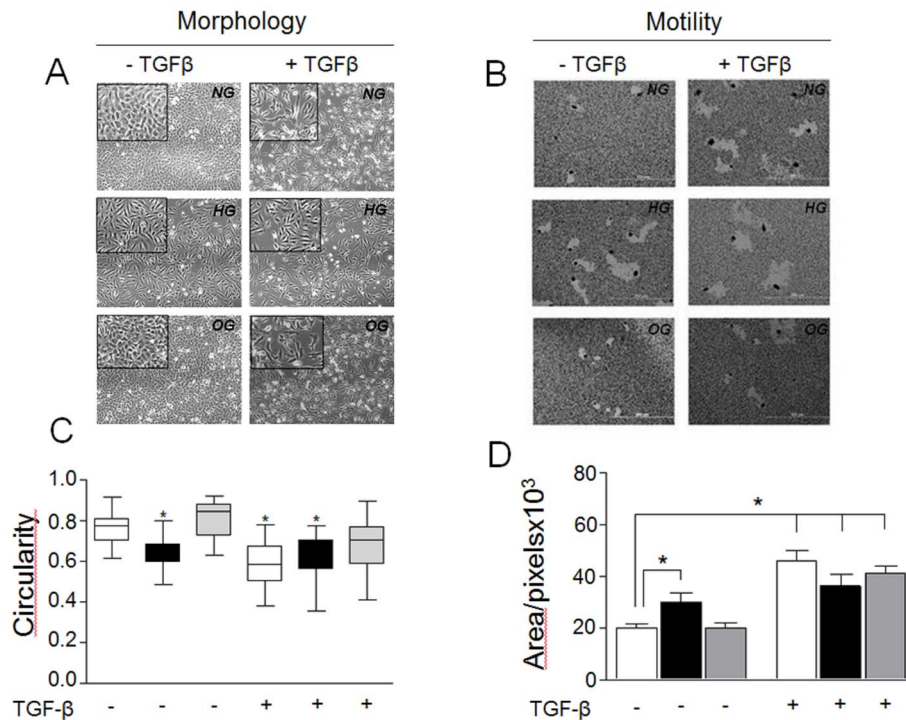 Morphology
Motility
A
- TGFβ
+ TGFβ
NG
NG
HG
HG
OG
OG
B
- TGFβ
+ TGFβ
NG
NG
HG
HG
OG
OG
C
Circularity
1.0
0.8
0.6
0.4
0.2
0.0
*
*
*
TGF-β - - - + + +
D
Area/pixelsx10³
80
60
40
20
0
*
*
TGF-β - - - + + +